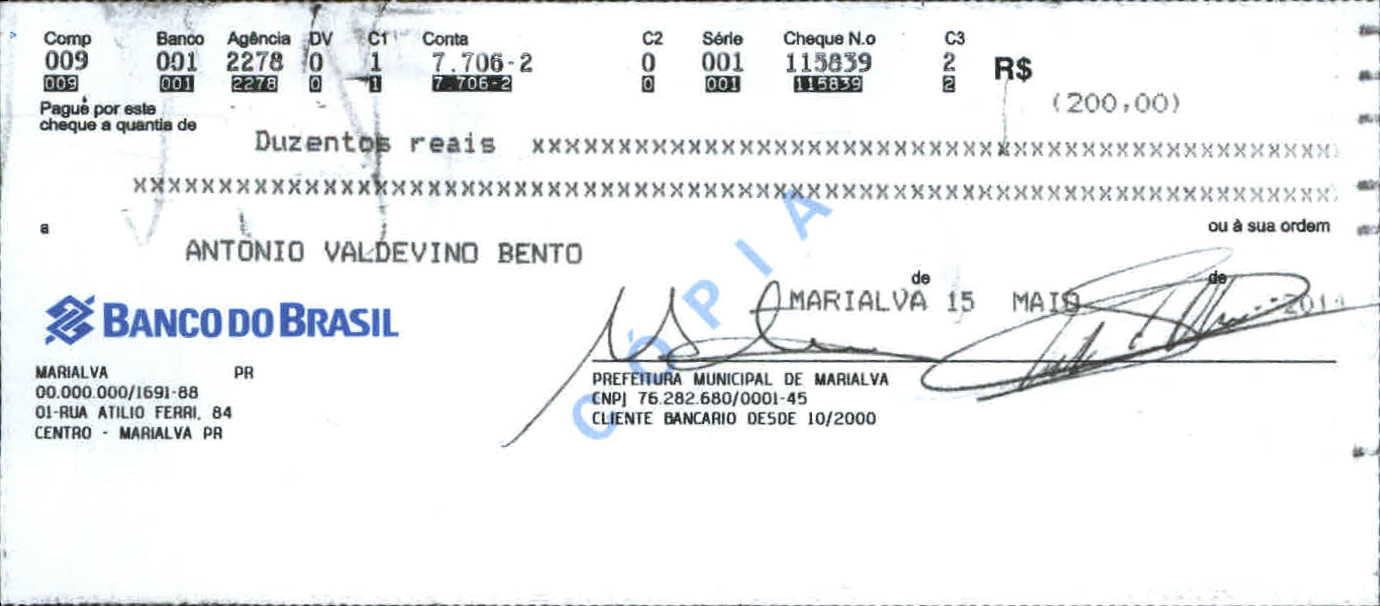 Comp Banco Agência DV C1 Conta C2 Série Cheque N.o C3
009 001 2278 0 1 7.706-2 0 001 115839 2 R$
009 001 2278 0 1 7.706-2 0 001 115839 2
(200,00)
Pague por este
cheque a quantia de
Duzentos reais xxxxxxxxxxxxxxxxxxxxxxxxxxxxxxxxxxxxxxxxxxxxxx
xxxxxxxxxxxxxxxxxxxxxxxxxxxxxxxxxxxxxxxxxxxxxxxxxxxxxxxxxxxxxxxxxxxx
a ou à sua ordem
ANTONIO VALDEVINO BENTO
de de
MARIALVA 15 MAIO
BANCO DO BRASIL
MARIALVA PR
00.000.000/1691-88
01-RUA ATILIO FERRI, 84
CENTRO - MARIALVA PR
PREFEITURA MUNICIPAL DE MARIALVA
CNPJ 76.282.680/0001-45
CLIENTE BANCARIO DESDE 10/2000
CÓPIA